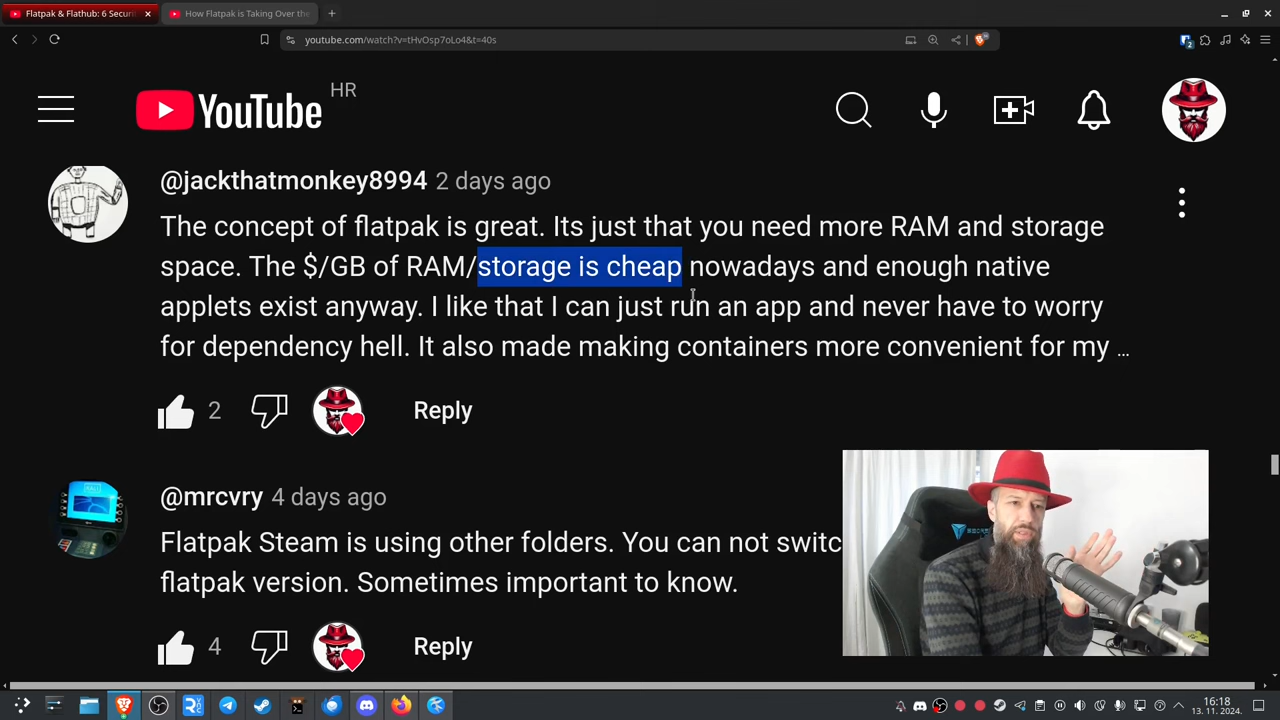 Flatpak & Flathub: 6 Securi
How Flatpak is Taking Over the
youtube.com/watch?v=tHvOsp7oLo4&t=40s
YouTube
HR
@jackthatmonkey8994 2 days ago
The concept of flatpak is great. Its just that you need more RAM and storage
space. The $/GB of RAM/storage is cheap nowadays and enough native
applets exist anyway. I like that I can just run an app and never have to worry
for dependency hell. It also made making containers more convenient for my ...
2
Reply
@mrcvry 4 days ago
Flatpak Steam is using other folders. You can not switc
flatpak version. Sometimes important to know.
4
Reply
16:18
13. 11. 2024.